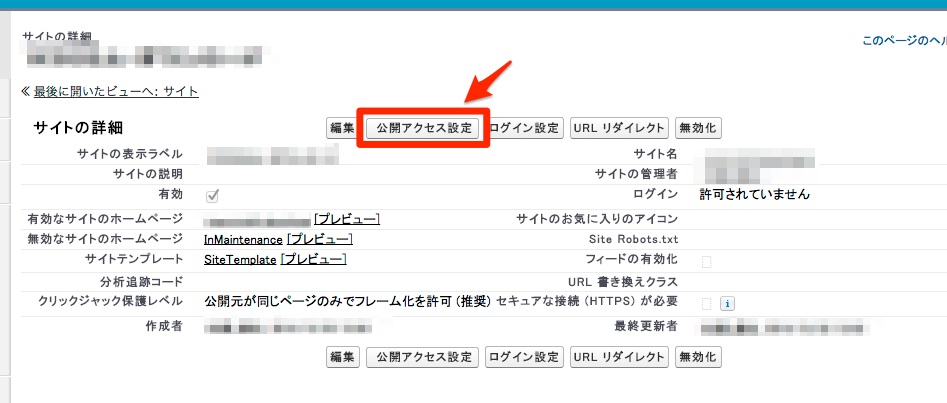 サイトの詳細
このページのヘル
≪ 最後に開いたビューへ: サイト
サイトの詳細 編集 公開アクセス設定 ログイン設定 URL リダイレクト 無効化
サイトの表示ラベル サイト名
サイトの説明 サイトの管理者
有効 ログイン 許可されていません
有効なサイトのホームページ [プレビュー] サイトのお気に入りのアイコン
無効なサイトのホームページ InMaintenance [プレビュー] Site Robots.txt
サイトテンプレート SiteTemplate [プレビュー] フィードの有効化
分析追跡コード URL 書き換えクラス
クリックジャック保護レベル 公開元が同じページのみでフレーム化を許可 (推奨) セキュアな接続 (HTTPS) が必要 i
作成者 最終更新者
編集 公開アクセス設定 ログイン設定 URL リダイレクト 無効化